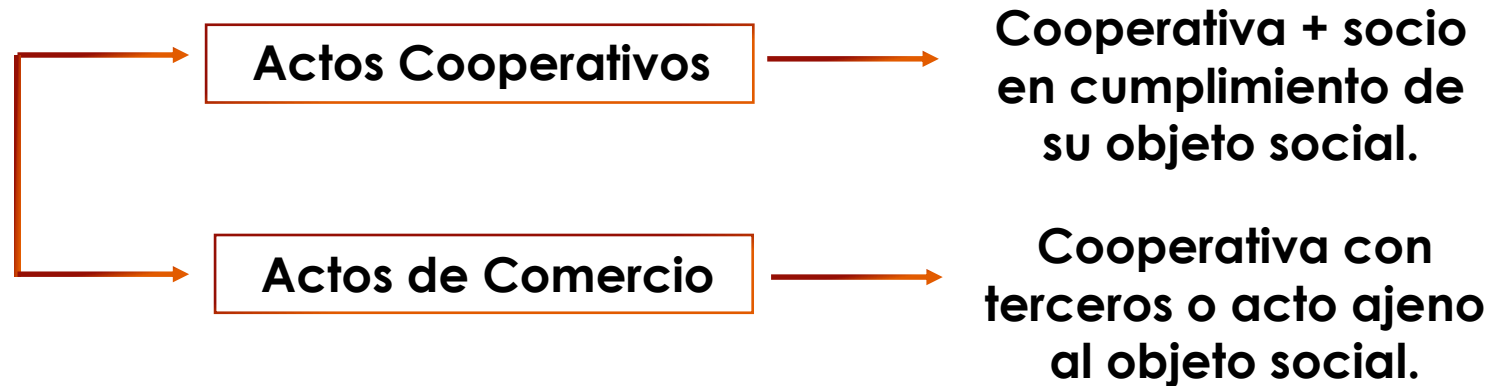 Actos Cooperativos
Cooperativa + socio
en cumplimiento de
su objeto social.
Actos de Comercio
Cooperativa con
terceros o acto ajeno
al objeto social.